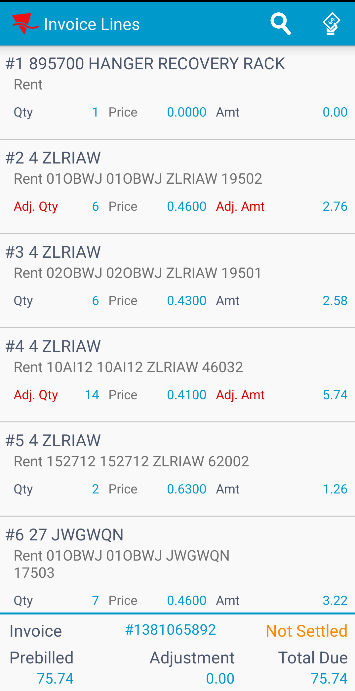 Invoice Lines
#1 895700 HANGER RECOVERY RACK
Rent
Qty 1 Price 0.0000 Amt 0.00
#2 4 ZLRIAW
Rent 01OBWJ 01OBWJ ZLRIAW 19502
Adj. Qty 6 Price 0.4600 Adj. Amt 2.76
#3 4 ZLRIAW
Rent 02OBWJ 02OBWJ ZLRIAW 19501
Qty 6 Price 0.4300 Amt 2.58
#4 4 ZLRIAW
Rent 10AI12 10AI12 ZLRIAW 46032
Adj. Qty 14 Price 0.4100 Adj. Amt 5.74
#5 4 ZLRIAW
Rent 152712 152712 ZLRIAW 62002
Qty 2 Price 0.6300 Amt 1.26
#6 27 JWGWQN
Rent 01OBWJ 01OBWJ JWGWQN
17503
Qty 7 Price 0.4600 Amt 3.22
Invoice #1381065892 Not Settled
Prebilled Adjustment Total Due
75.74 0.00 75.74